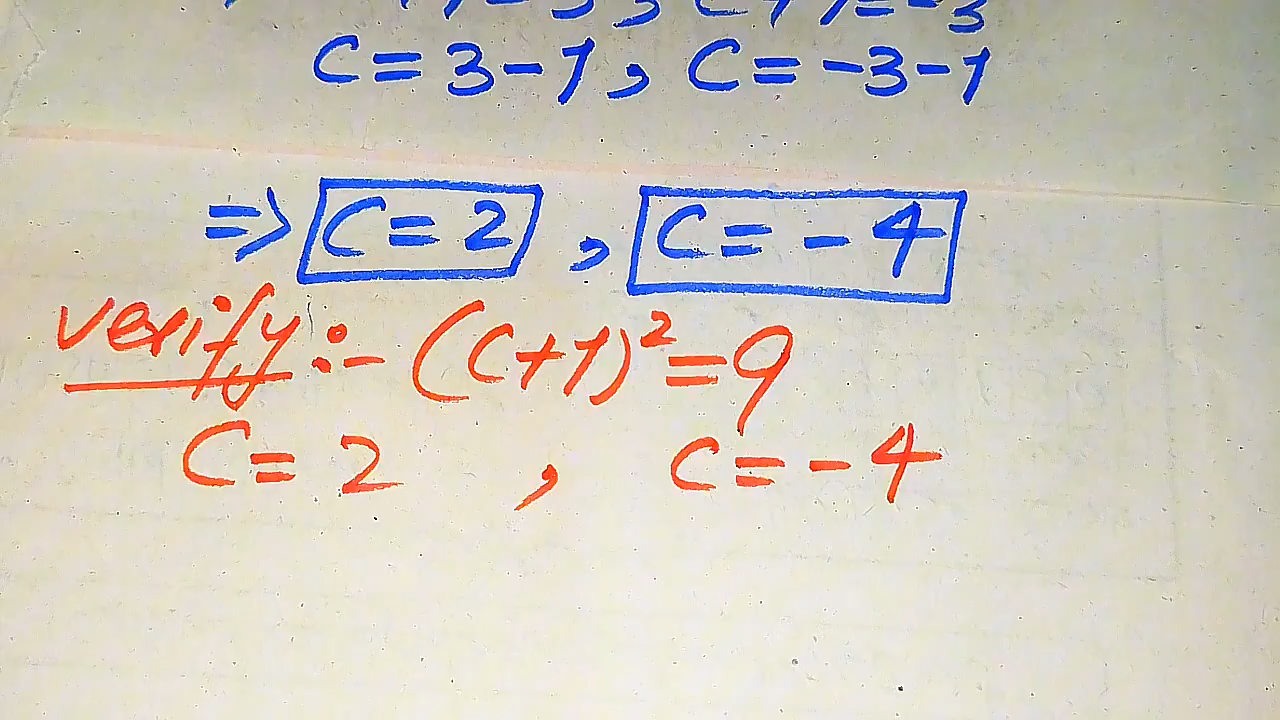 C = 3 - 1 , C = -3 - 1
=> C = 2 , C = -4
verify :- (C+1)² = 9
C = 2 , C = -4